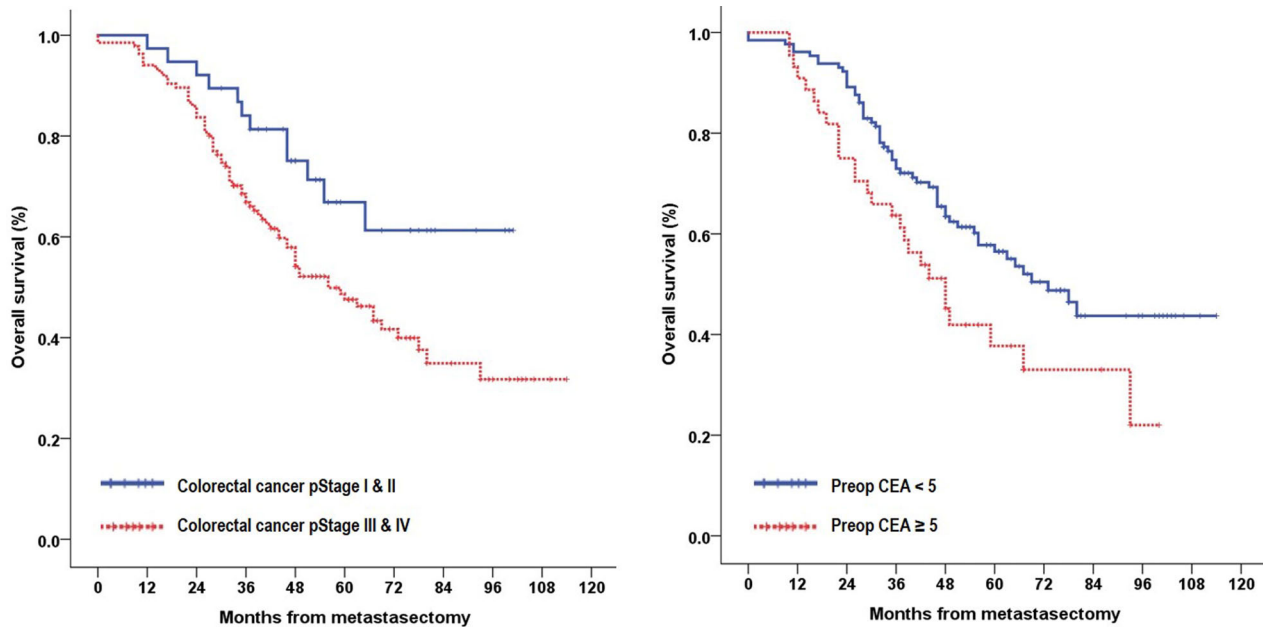 Overall survival (%)
1.0
0.8
0.6
0.4
0.2
0.0
Colorectal cancer pStage I & II
Colorectal cancer pStage III & IV
0 12 24 36 48 60 72 84 96 108 120
Months from metastasectomy
Overall survival (%)
1.0
0.8
0.6
0.4
0.2
0.0
Preop CEA < 5
Preop CEA ≥ 5
0 12 24 36 48 60 72 84 96 108 120
Months from metastasectomy